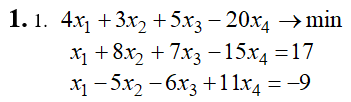 1. 1. 4x₁ + 3x₂ + 5x₃ − 20x₄ → min
x₁ + 8x₂ + 7x₃ − 15x₄ = 17
x₁ − 5x₂ − 6x₃ + 11x₄ = −9